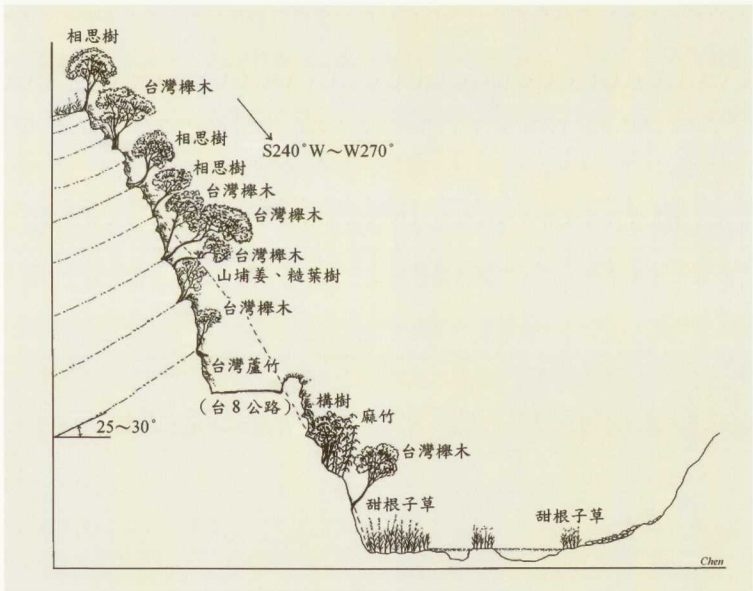 相思樹
台灣櫸木
相思樹
S240°W～W270°
相思樹
台灣櫸木
台灣櫸木
台灣櫸木
山埔姜、糙葉樹
台灣櫸木
台灣蘆竹
（台8公路）
構樹
麻竹
25～30°
台灣櫸木
甜根子草
甜根子草
Chen